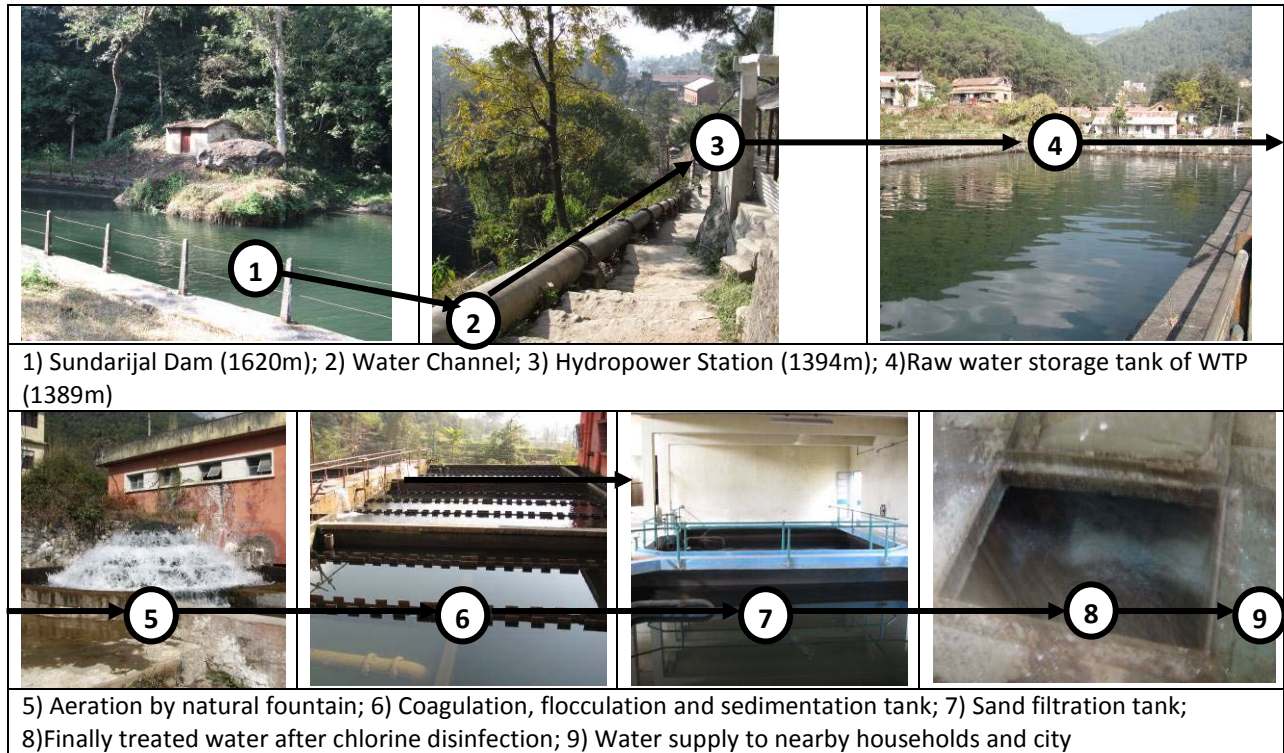 1
2
3
4
1) Sundarijal Dam (1620m); 2) Water Channel; 3) Hydropower Station (1394m); 4)Raw water storage tank of WTP
(1389m)
5
6
7
8
9
5) Aeration by natural fountain; 6) Coagulation, flocculation and sedimentation tank; 7) Sand filtration tank;
8)Finally treated water after chlorine disinfection; 9) Water supply to nearby households and city